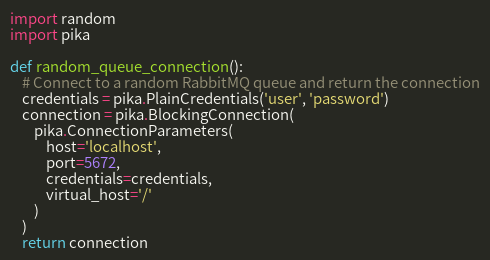 import random
import pika

def random_queue_connection():
    # Connect to a random RabbitMQ queue and return the connection
    credentials = pika.PlainCredentials('user', 'password')
    connection = pika.BlockingConnection(
        pika.ConnectionParameters(
            host='localhost',
            port=5672,
            credentials=credentials,
            virtual_host='/'
        )
    )
    return connection